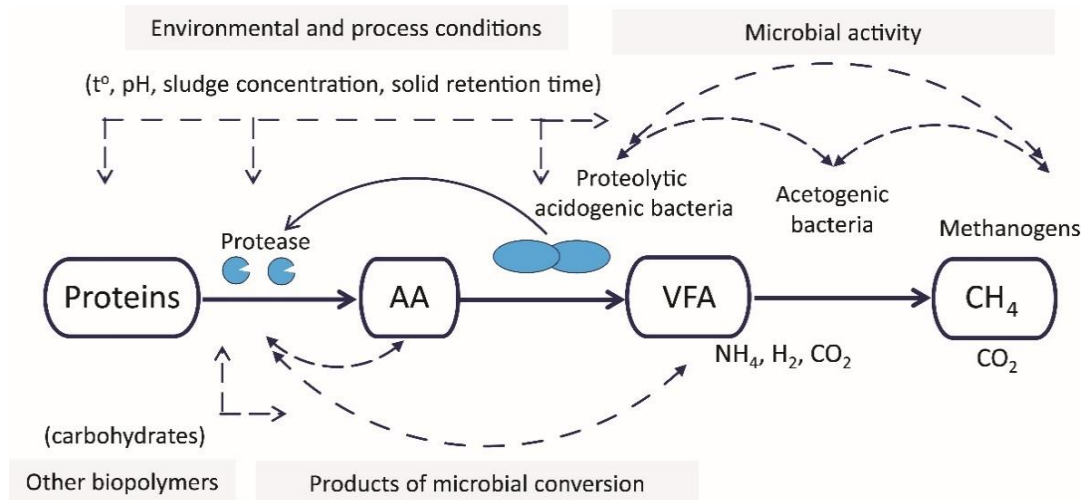 Environmental and process conditions
Microbial activity
(tº, pH, sludge concentration, solid retention time)
Proteolytic
acidogenic bacteria
Acetogenic
bacteria
Methanogens
Protease
Proteins
AA
VFA
CH₄
NH₄, H₂, CO₂
CO₂
(carbohydrates)
Other biopolymers
Products of microbial conversion